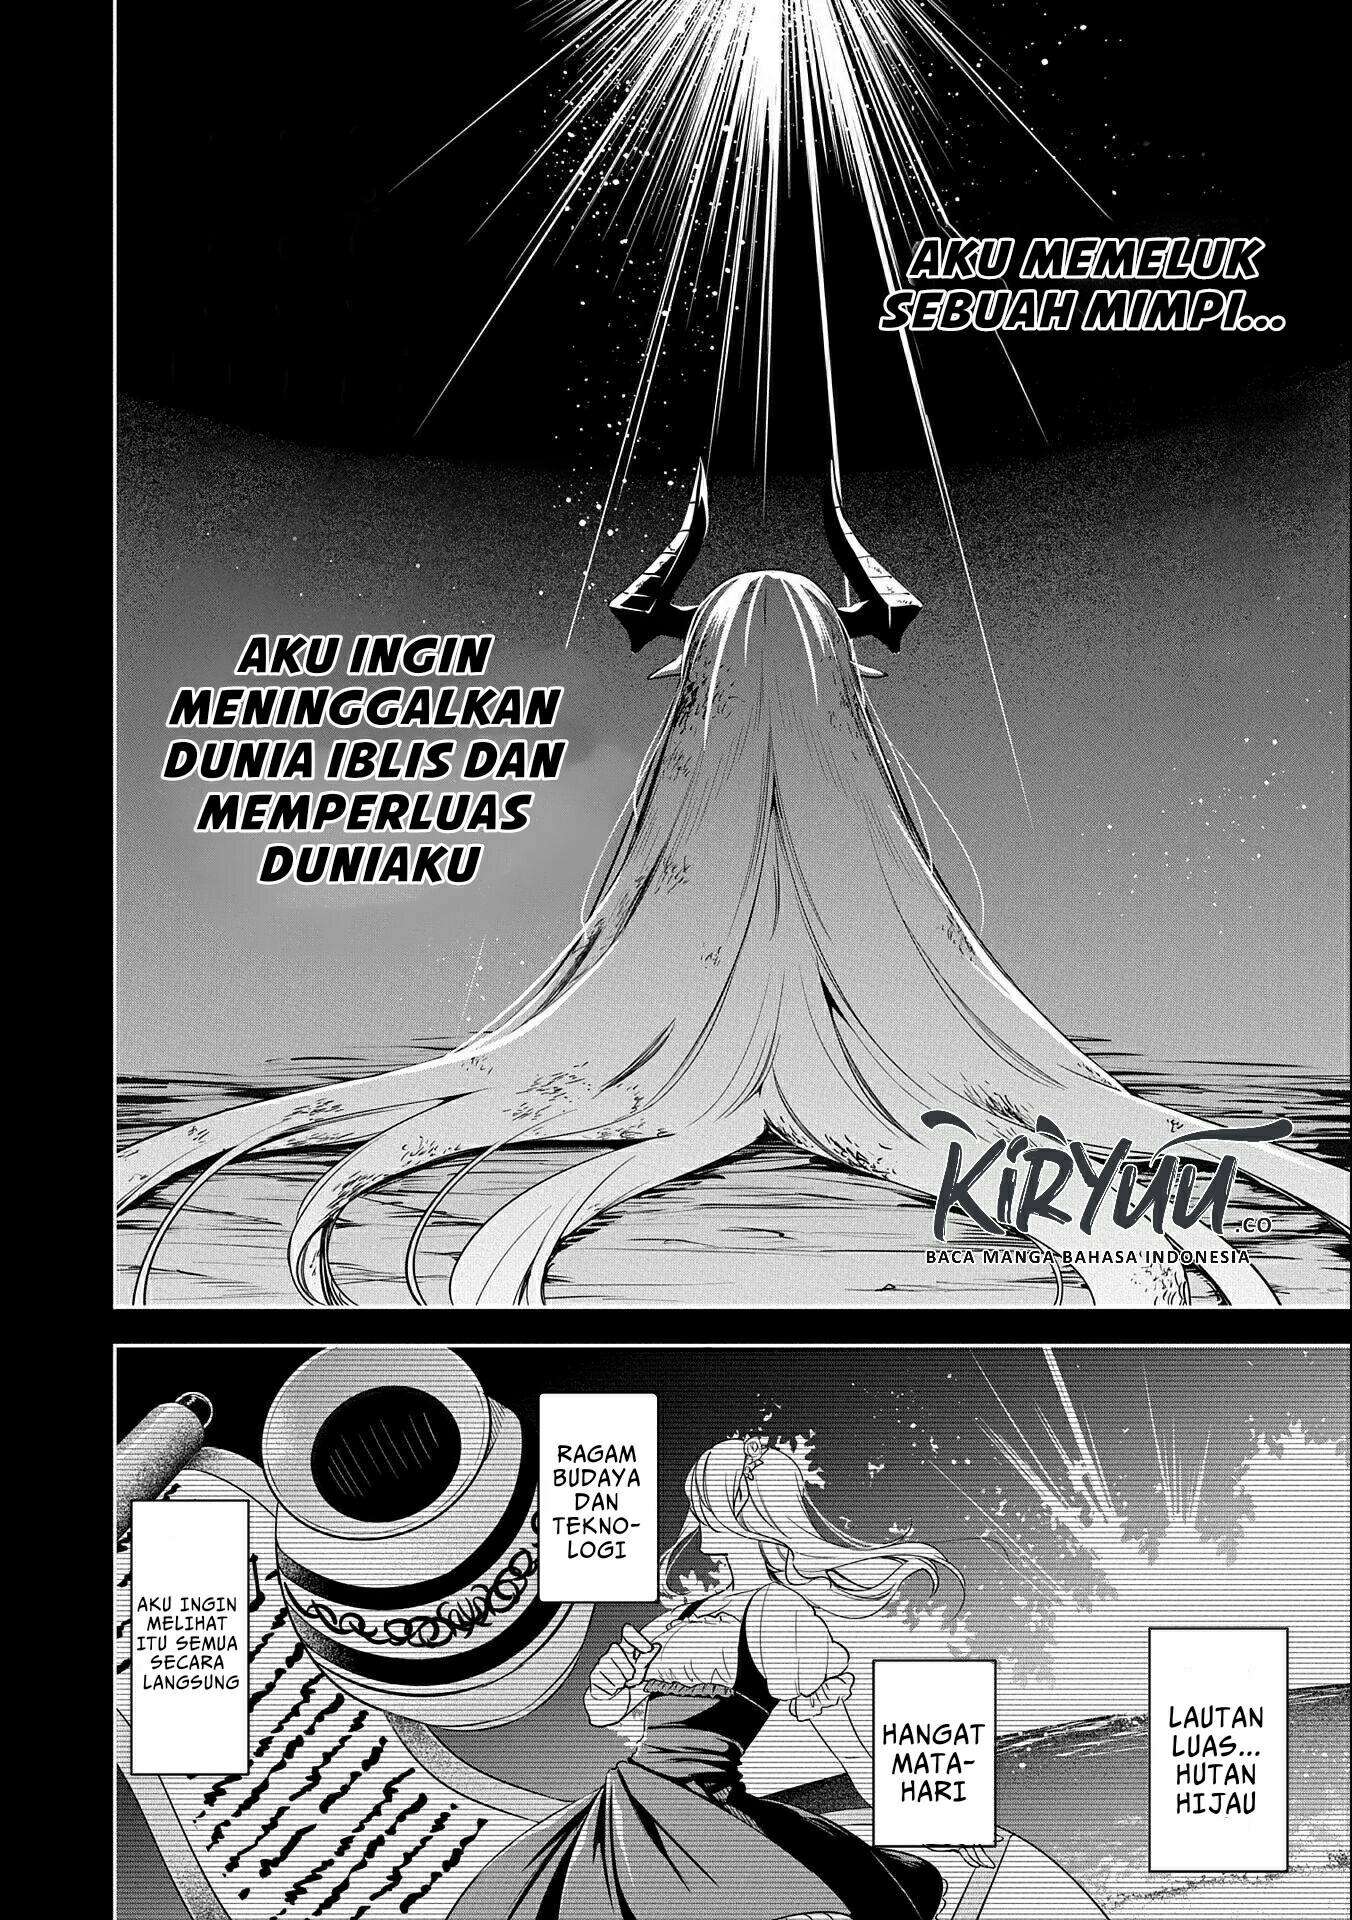 AKU MEMELUK
SEBUAH MIMPI...
AKU INGIN
MENINGGALKAN
DUNIA IBLIS DAN
MEMPERLUAS
DUNIAKU
KIRYUU.CO
BACA MANGA BAHASA INDONESIA
LAUTAN
LUAS...
HUTAN
HIJAU
HANGAT
MATA-
HARI
RAGAM
BUDAYA
DAN
TEKNO-
LOGI
AKU INGIN
MELIHAT
ITU SEMUA
SECARA
LANGSUNG